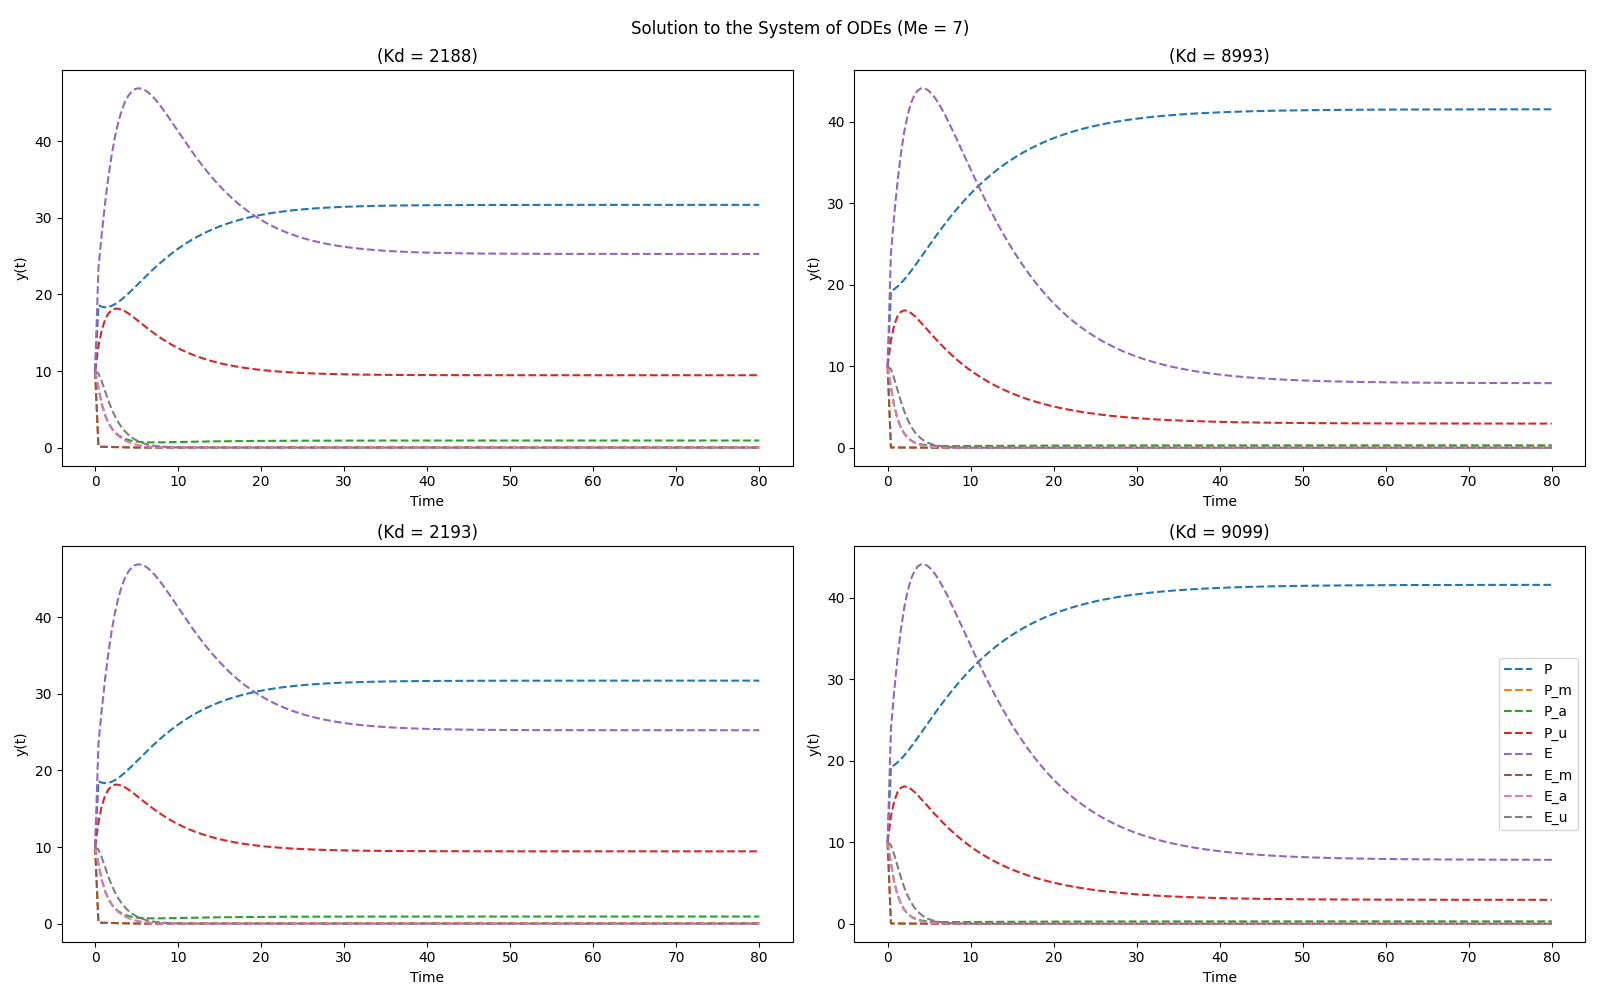 Solution to the System of ODEs (Me = 7)
(Kd = 2188)
y(t)
40
30
20
10
0
0 10 20 30 40 50 60 70 80
Time
(Kd = 8993)
y(t)
40
30
20
10
0
0 10 20 30 40 50 60 70 80
Time
(Kd = 2193)
y(t)
40
30
20
10
0
0 10 20 30 40 50 60 70 80
Time
(Kd = 9099)
y(t)
40
30
20
10
0
P
P_m
P_a
P_u
E
E_m
E_a
E_u
0 10 20 30 40 50 60 70 80
Time